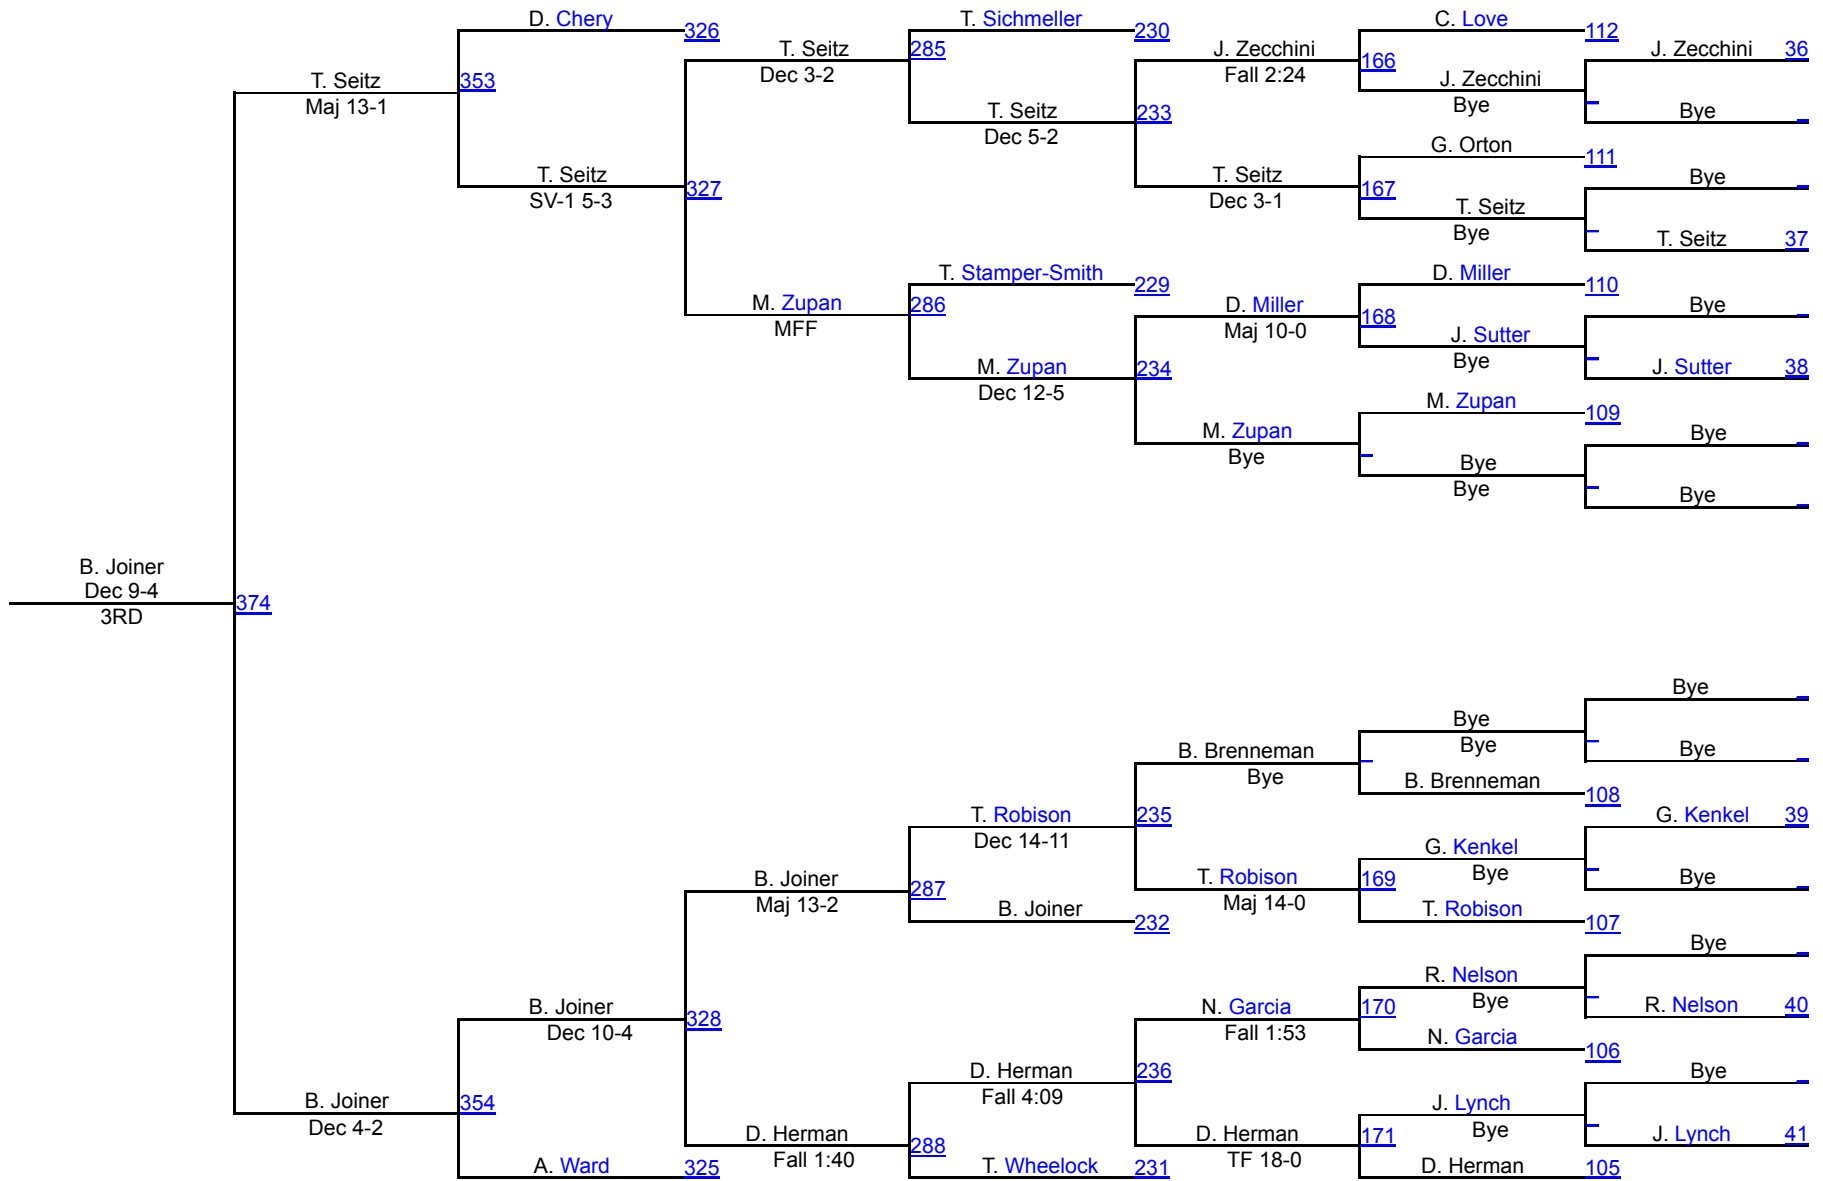 D. Chery
326
T. Sichmeller
230
C. Love
112
T. Seitz
Dec 3-2
285
J. Zecchini
Fall 2:24
166
J. Zecchini
36
T. Seitz
Maj 13-1
353
J. Zecchini
Bye
Bye
T. Seitz
Dec 5-2
233
G. Orton
111
T. Seitz
SV-1 5-3
327
T. Seitz
Dec 3-1
167
Bye
T. Seitz
Bye
T. Seitz
37
T. Stamper-Smith
229
D. Miller
110
M. Zupan
MFF
286
D. Miller
Maj 10-0
168
Bye
J. Sutter
Bye
M. Zupan
Dec 12-5
234
J. Sutter
38
M. Zupan
109
M. Zupan
Bye
Bye
Bye
Bye
Bye
B. Joiner
Dec 9-4
3RD
374
Bye
Bye
Bye
B. Brenneman
Bye
Bye
B. Brenneman
108
T. Robison
Dec 14-11
235
G. Kenkel
39
G. Kenkel
Bye
B. Joiner
Maj 13-2
287
T. Robison
Maj 14-0
169
Bye
B. Joiner
232
T. Robison
107
Bye
R. Nelson
Bye
B. Joiner
Dec 10-4
328
N. Garcia
Fall 1:53
170
R. Nelson
40
N. Garcia
106
D. Herman
Fall 4:09
236
Bye
B. Joiner
Dec 4-2
354
J. Lynch
Bye
D. Herman
Fall 1:40
288
D. Herman
TF 18-0
171
J. Lynch
41
A. Ward
325
T. Wheelock
231
D. Herman
105